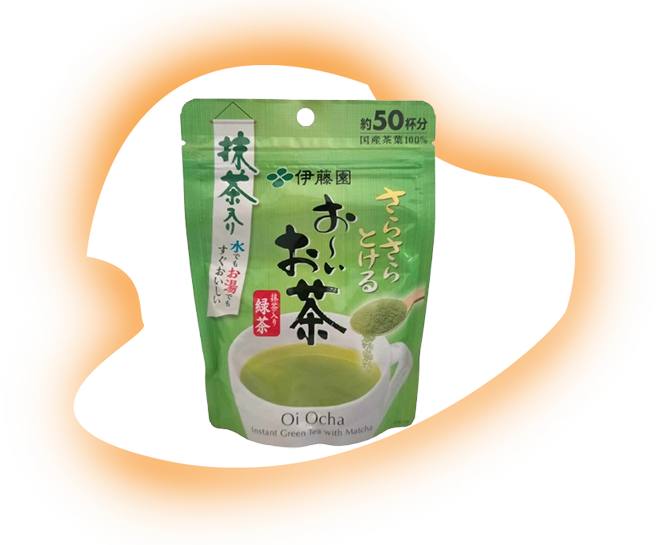 約50杯分
国産茶葉100%
抹茶入り
水でもお湯でも
すぐおいしい
伊藤園
さらさら
とける
お〜い
お茶
抹茶入り
緑茶
Oi Ocha
Instant Green Tea with Matcha